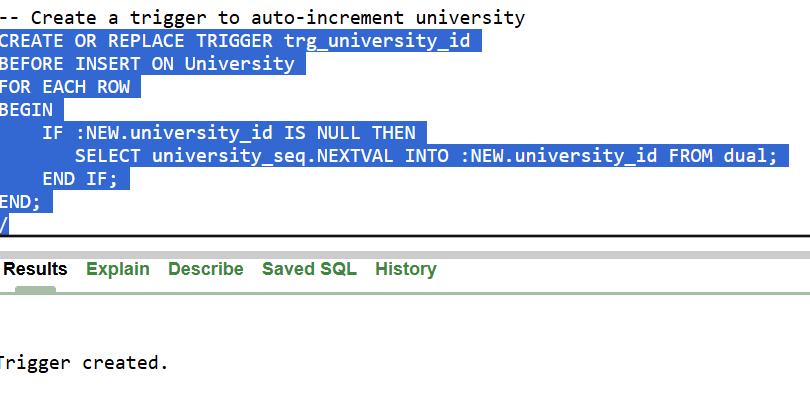 -- Create a trigger to auto-increment university
CREATE OR REPLACE TRIGGER trg_university_id
BEFORE INSERT ON University
FOR EACH ROW
BEGIN
    IF :NEW.university_id IS NULL THEN
       SELECT university_seq.NEXTVAL INTO :NEW.university_id FROM dual;
    END IF;
END;
/
Results Explain Describe Saved SQL History
Trigger created.